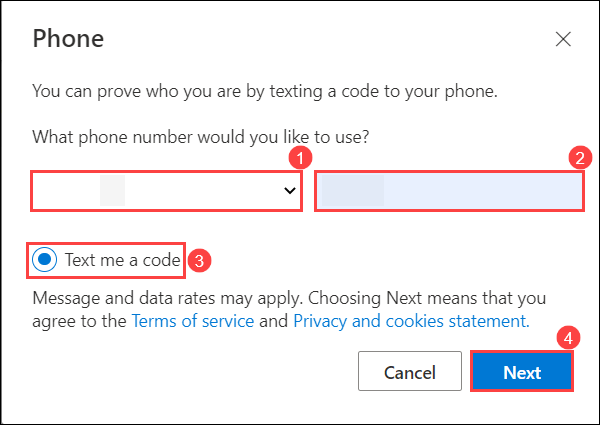 Phone
You can prove who you are by texting a code to your phone.
What phone number would you like to use?
1
2
Text me a code 3
Message and data rates may apply. Choosing Next means that you
agree to the Terms of service and Privacy and cookies statement.
4
Cancel Next